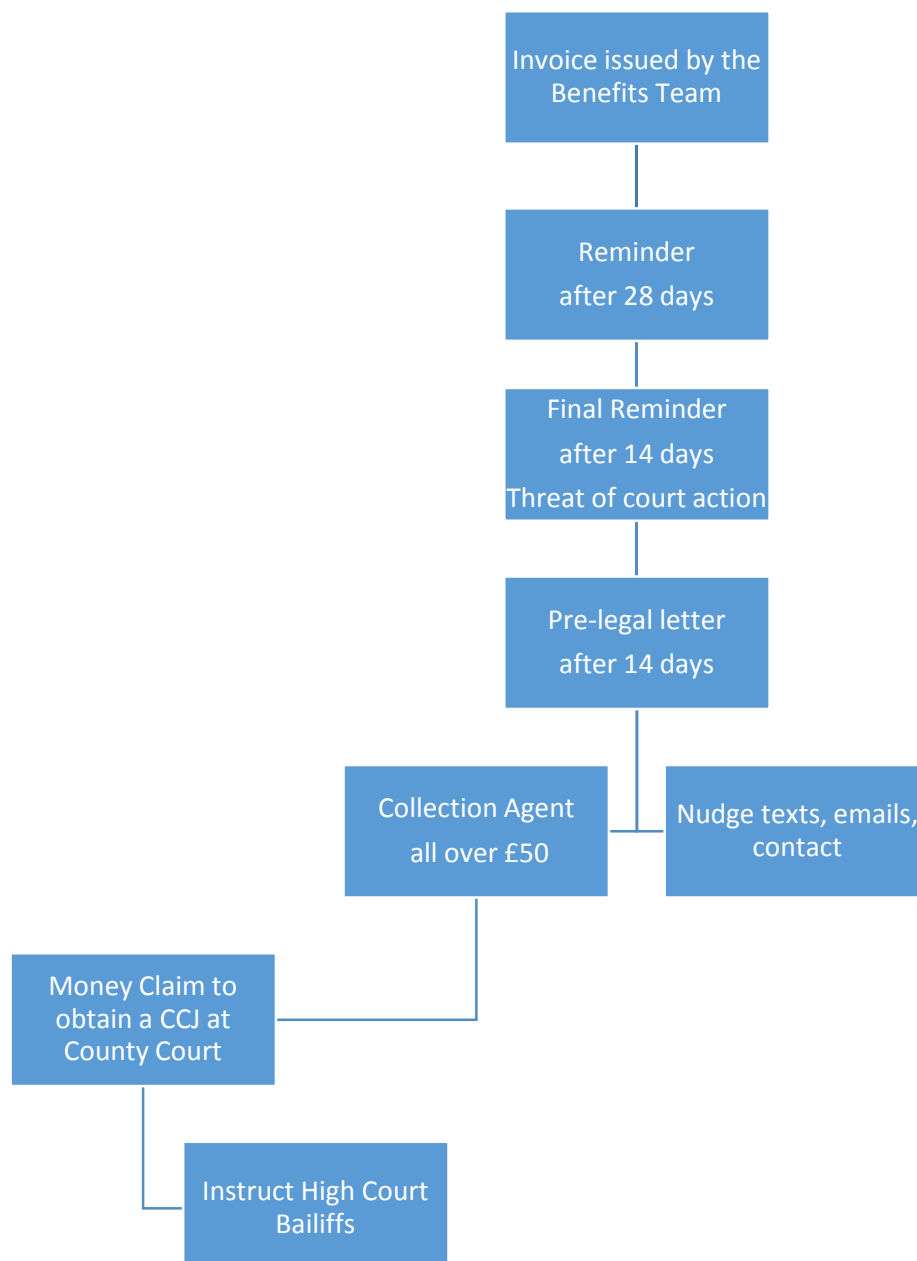 Invoice issued by the
Benefits Team
Reminder
after 28 days
Final Reminder
after 14 days
Threat of court action
Pre-legal letter
after 14 days
Collection Agent
all over £50
Nudge texts, emails,
contact
Money Claim to
obtain a CCJ at
County Court
Instruct High Court
Bailiffs